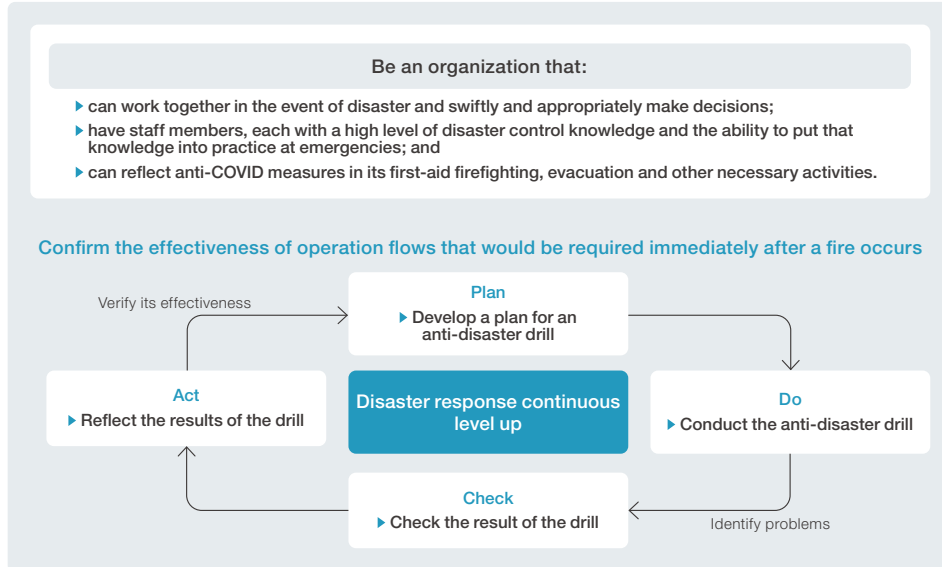 Be an organization that:
can work together in the event of disaster and swiftly and appropriately make decisions;
have staff members, each with a high level of disaster control knowledge and the ability to put that
knowledge into practice at emergencies; and
can reflect anti-COVID measures in its first-aid firefighting, evacuation and other necessary activities.
Confirm the effectiveness of operation flows that would be required immediately after a fire occurs
Verify its effectiveness
Plan
Develop a plan for an
anti-disaster drill
Act
Reflect the results of the drill
Disaster response continuous
level up
Do
Conduct the anti-disaster drill
Check
Check the result of the drill
Identify problems